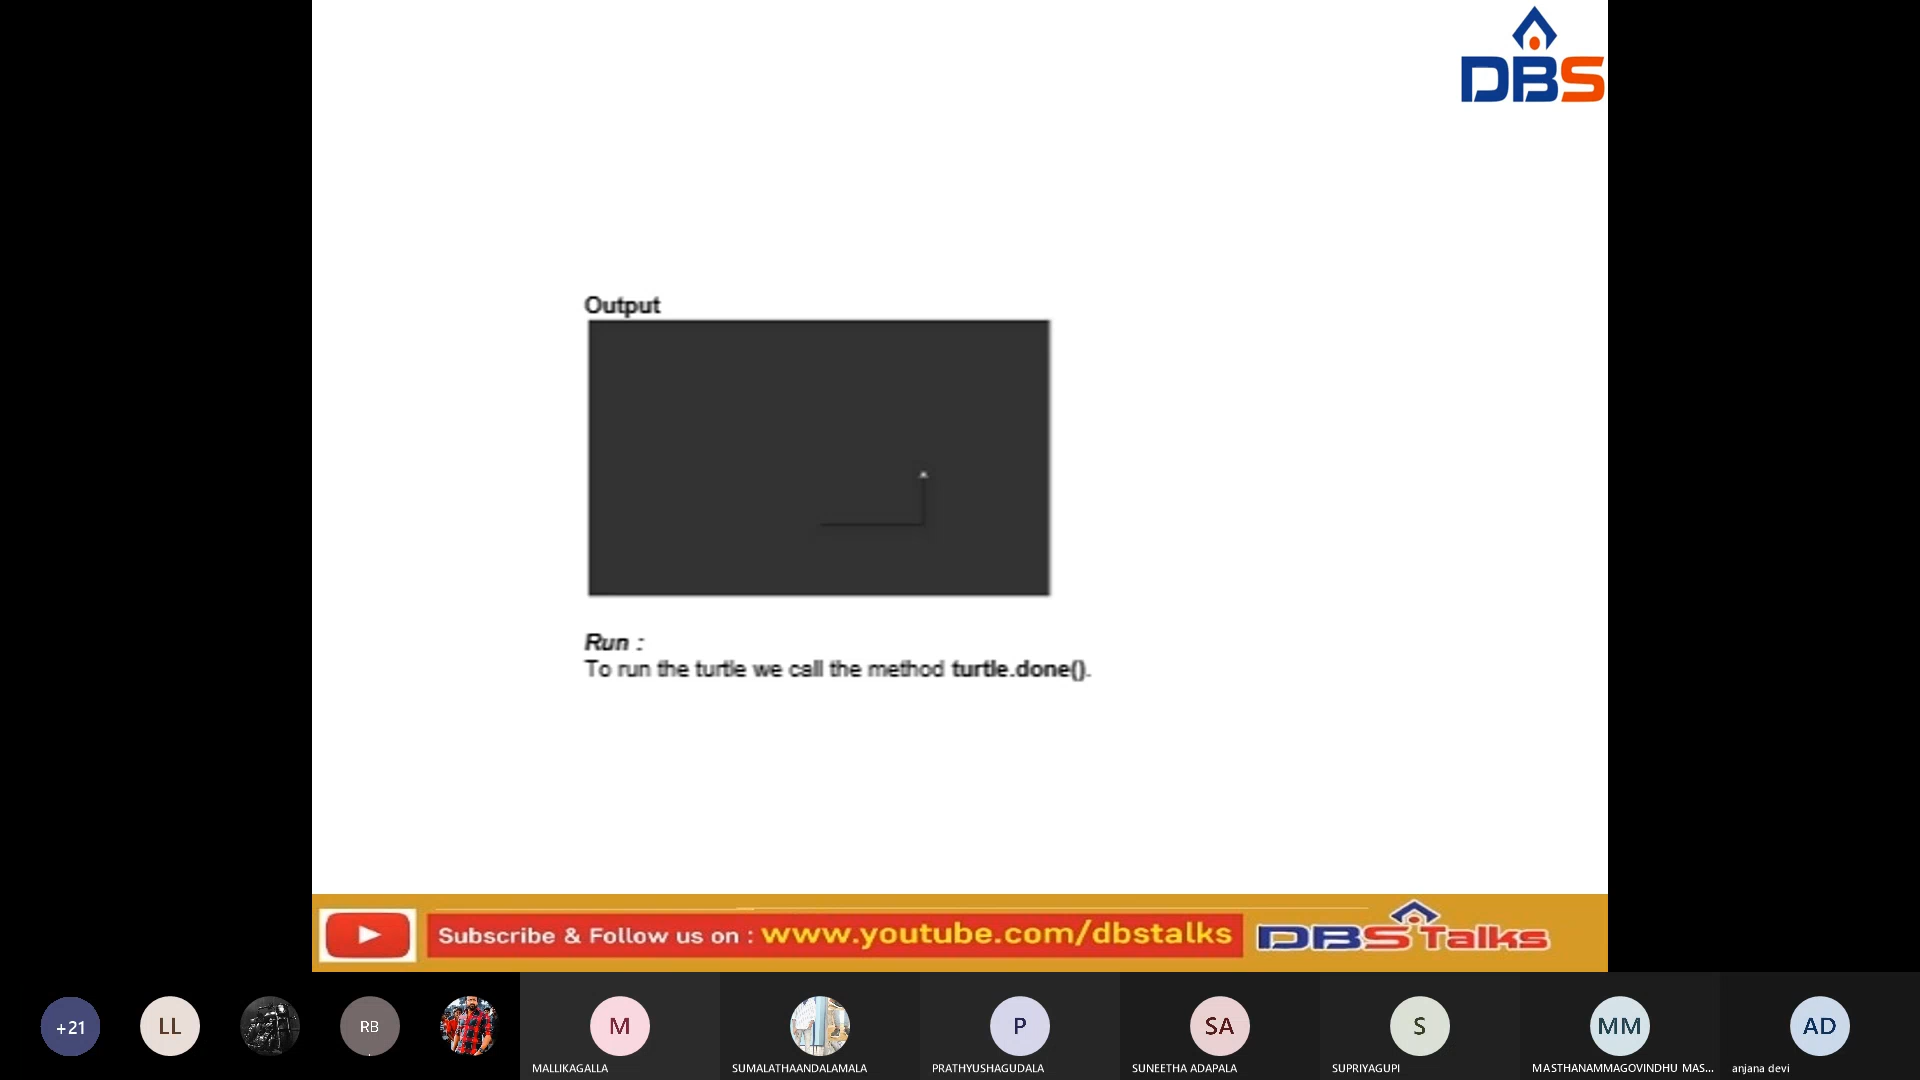 DBS
Output
Run :
To run the turtle we call the method turtle.done().
Subscribe & Follow us on : www.youtube.com/dbstalks
DBS Talks
+21
LL
RB
M
P
SA
S
MM
AD
MALLIKAGALLA
SUMALATHAANDALAMALA
PRATHYUSHAGUDALA
SUNEETHA ADAPALA
SUPRIYAGUPI
MASTHANAMMAGOVINDHU MAS...
anjana devi